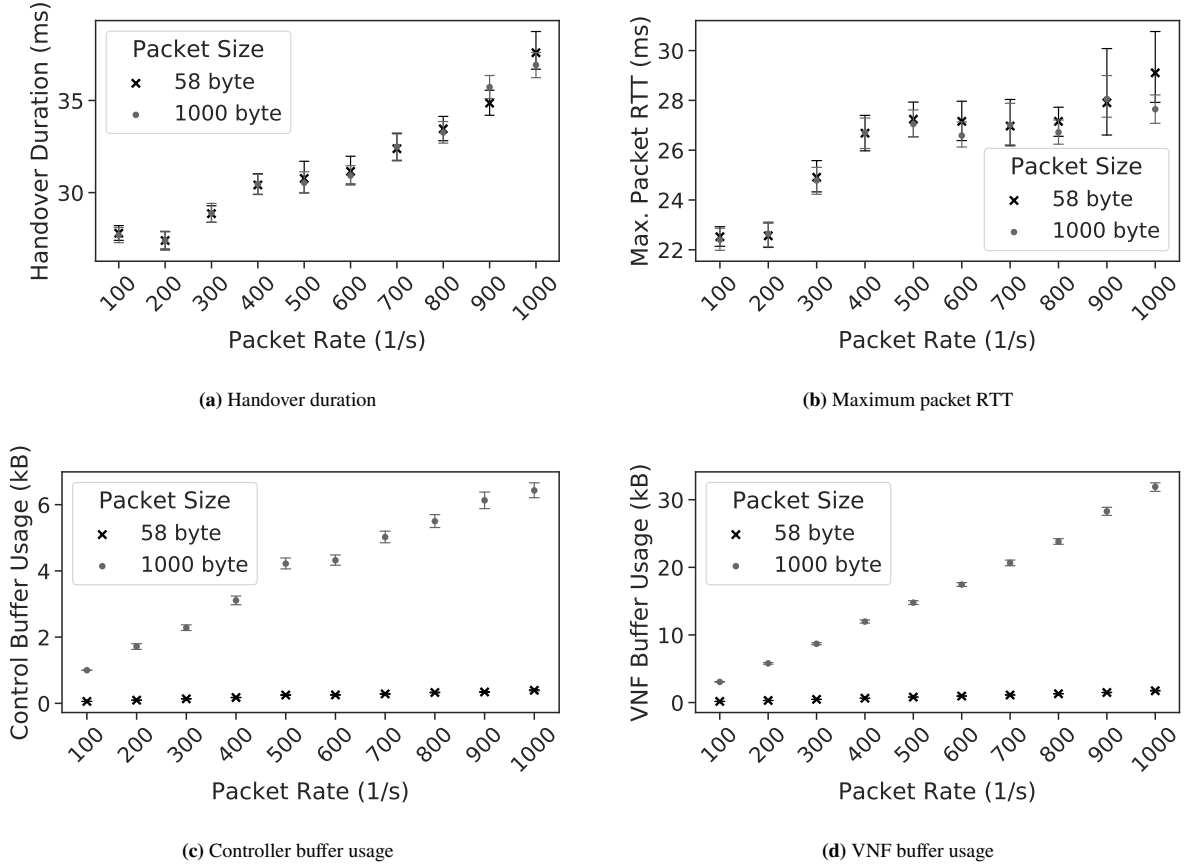 Handover Duration (ms)
35
30
Packet Size
58 byte
1000 byte
100
200
300
400
500
600
700
800
900
1000
Packet Rate (1/s)
(a) Handover duration
Max. Packet RTT (ms)
30
28
26
24
22
Packet Size
58 byte
1000 byte
100
200
300
400
500
600
700
800
900
1000
Packet Rate (1/s)
(b) Maximum packet RTT
Control Buffer Usage (kB)
6
4
2
0
Packet Size
58 byte
1000 byte
100
200
300
400
500
600
700
800
900
1000
Packet Rate (1/s)
(c) Controller buffer usage
VNF Buffer Usage (kB)
30
20
10
0
Packet Size
58 byte
1000 byte
100
200
300
400
500
600
700
800
900
1000
Packet Rate (1/s)
(d) VNF buffer usage